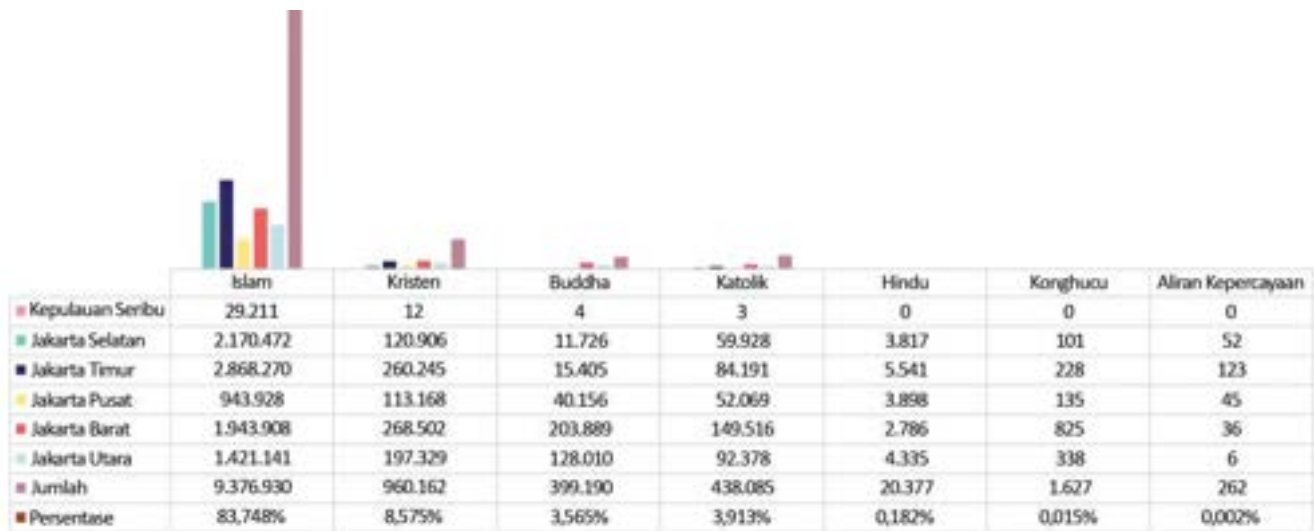 Islam Kristen Buddha Katolik Hindu Konghucu Aliran Kepercayaan
Kepulauan Seribu 29.211 12 4 3 0 0 0
Jakarta Selatan 2.170.472 120.906 11.726 59.928 3.817 101 52
Jakarta Timur 2.868.270 260.245 15.405 84.191 5.541 228 123
Jakarta Pusat 943.928 113.168 40.156 52.069 3.898 135 45
Jakarta Barat 1.943.908 268.502 203.889 149.516 2.786 825 36
Jakarta Utara 1.421.141 197.329 128.010 92.378 4.335 338 6
Jumlah 9.376.930 960.162 399.190 438.085 20.377 1.627 262
Persentase 83,748% 8,575% 3,565% 3,913% 0,182% 0,015% 0,002%